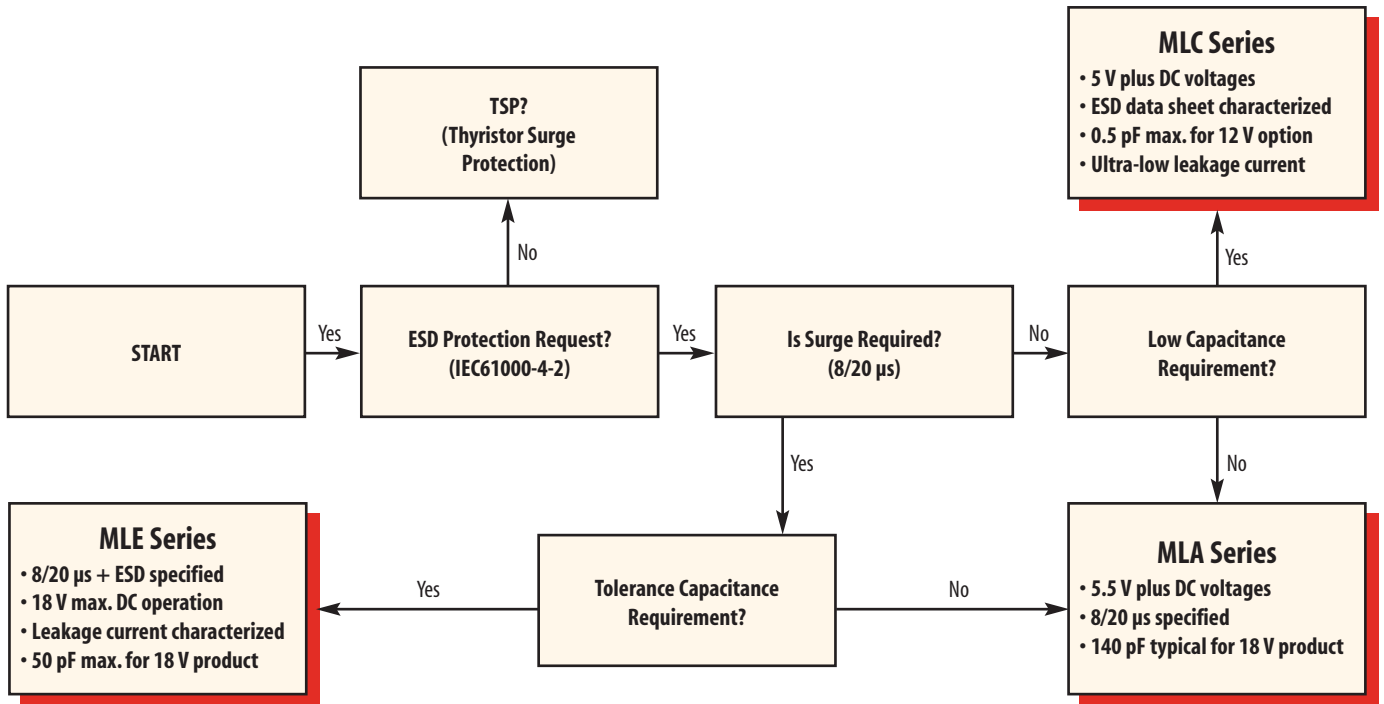 MLC Series
• 5 V plus DC voltages
• ESD data sheet characterized
• 0.5 pF max. for 12 V option
• Ultra-low leakage current
TSP?
(Thyristor Surge
Protection)
No
Yes
START
Yes
ESD Protection Request?
(IEC61000-4-2)
Yes
Is Surge Required?
(8/20 µs)
No
Low Capacitance
Requirement?
Yes
No
MLE Series
• 8/20 µs + ESD specified
• 18 V max. DC operation
• Leakage current characterized
• 50 pF max. for 18 V product
Yes
Tolerance Capacitance
Requirement?
No
MLA Series
• 5.5 V plus DC voltages
• 8/20 µs specified
• 140 pF typical for 18 V product